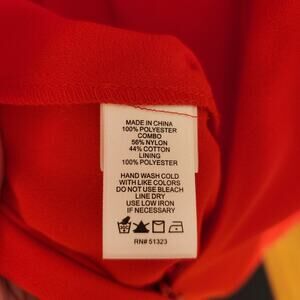 MADE IN CHINA
100% POLYESTER
COMBO
56% NYLON
44% COTTON
LINING
100% POLYESTER
HAND WASH COLD
WITH LIKE COLORS
DO NOT USE BLEACH
LINE DRY
USE LOW IRON
IF NECESSARY
RN# 51323